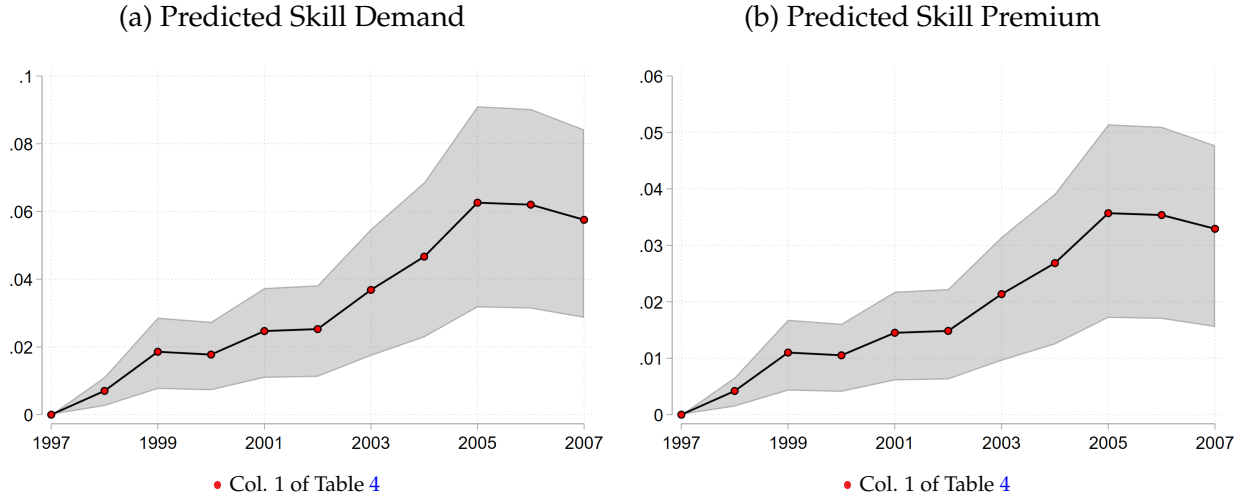 (a) Predicted Skill Demand
.1
.08
.06
.04
.02
0
1997 1999 2001 2003 2005 2007
• Col. 1 of Table 4
(b) Predicted Skill Premium
.06
.05
.04
.03
.02
.01
0
1997 1999 2001 2003 2005 2007
• Col. 1 of Table 4